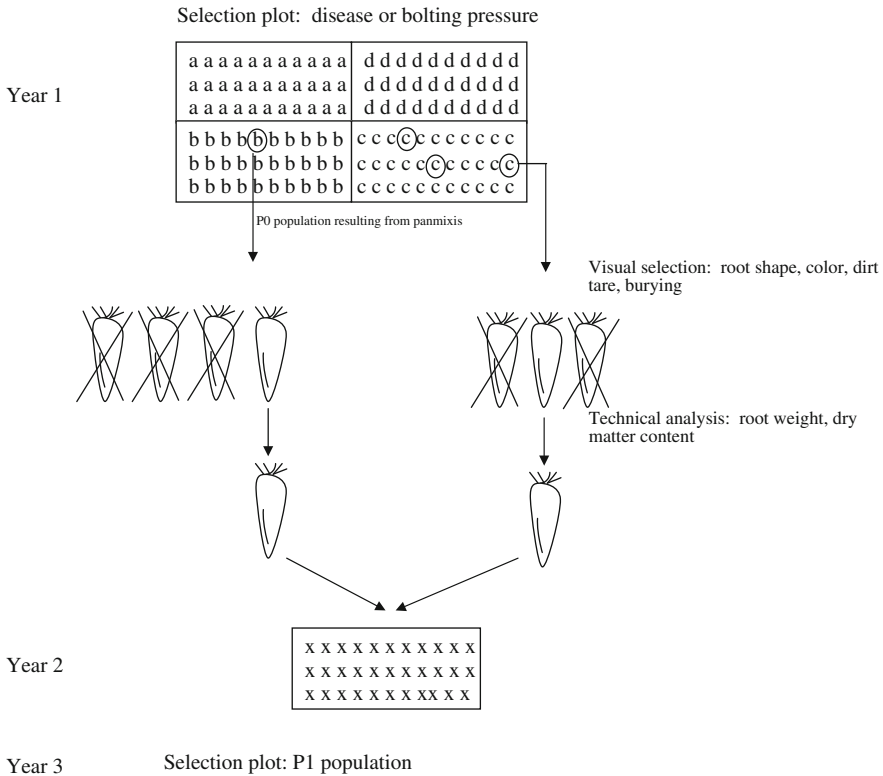 Selection plot: disease or bolting pressure
Year 1
a a a a a a a a a a a d d d d d d d d d d
a a a a a a a a a a a d d d d d d d d d d
a a a a a a a a a a a d d d d d d d d d d
b b b b b b b b b b c c c c c c c c c c c
b b b b b b b b b b c c c c c c c c c c c
b b b b b b b b b b c c c c c c c c c c c
P0 population resulting from panmixis
Visual selection: root shape, color, dirt
tare, burying
Technical analysis: root weight, dry
matter content
Year 2
x x x x x x x x x x x
x x x x x x x x x x x
x x x x x x x x xx x x
Year 3
Selection plot: P1 population